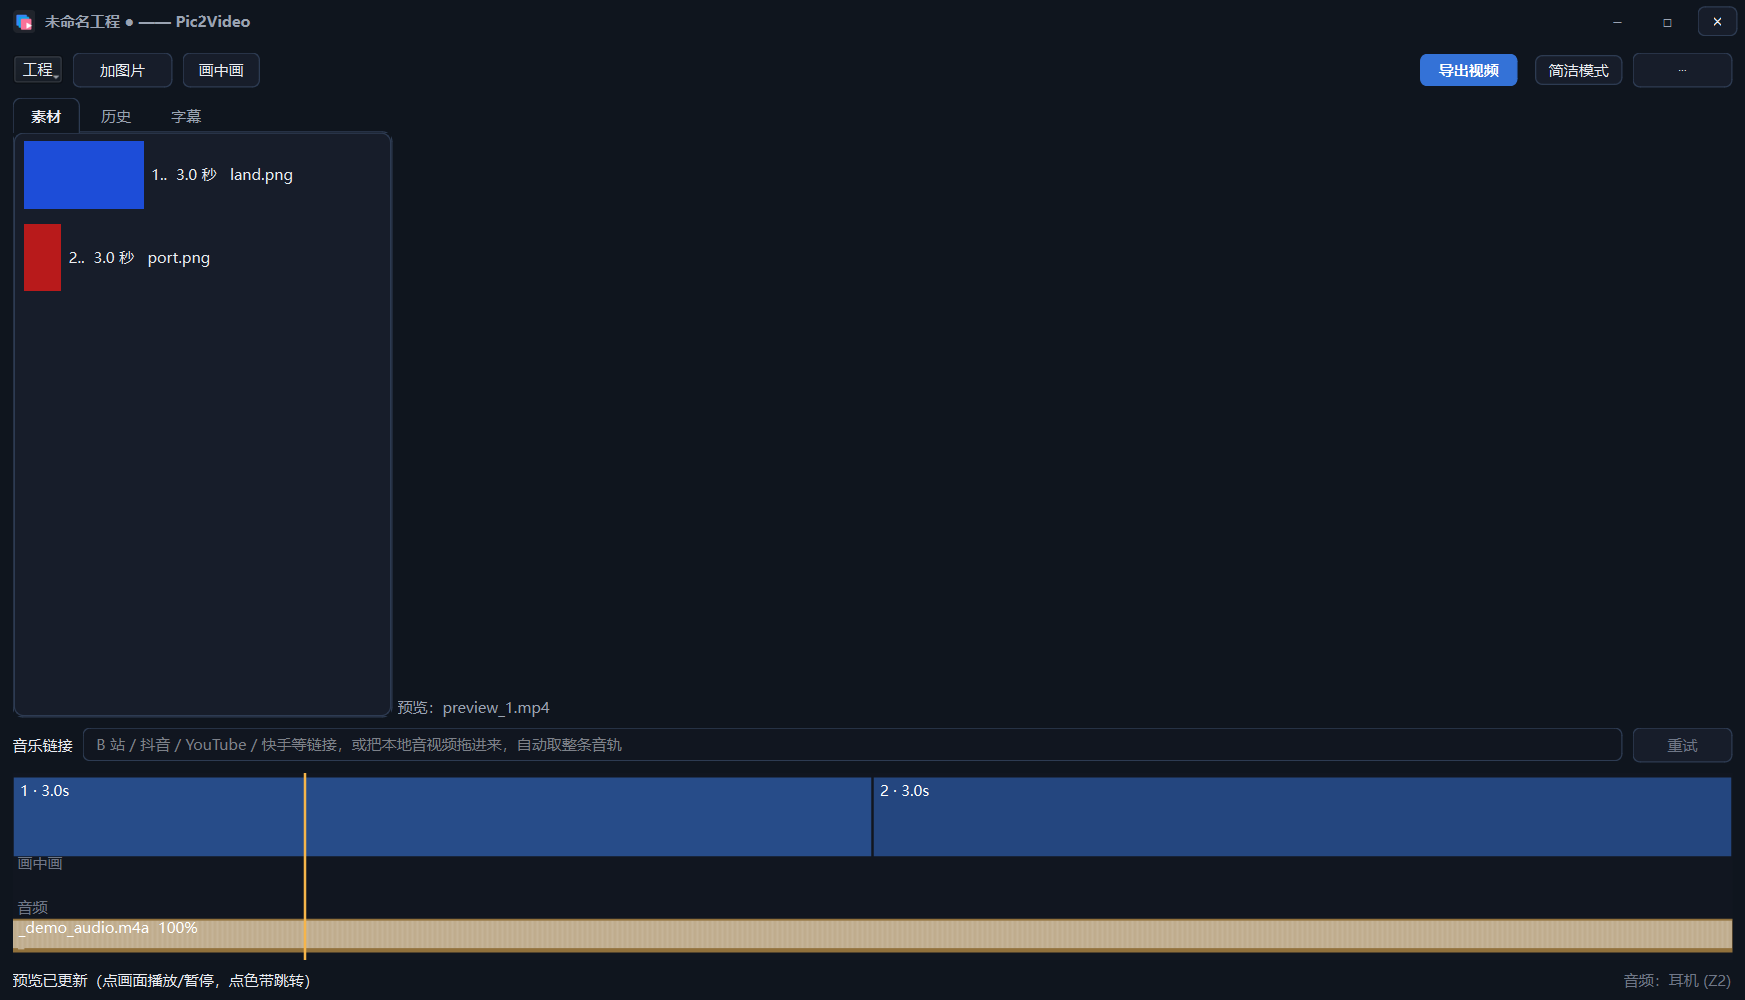 未命名工程 ● —— Pic2Video
工程 加图片 画中画 导出视频 简洁模式 ...
素材 历史 字幕
1.. 3.0 秒 land.png
2.. 3.0 秒 port.png
预览：preview_1.mp4
音乐链接 B 站 / 抖音 / YouTube / 快手等链接，或把本地音视频拖进来，自动取整条音轨 重试
1 · 3.0s 2 · 3.0s
画中画
音频
_demo_audio.m4a 100%
预览已更新（点画面播放/暂停，点色带跳转） 音频：耳机 (Z2)